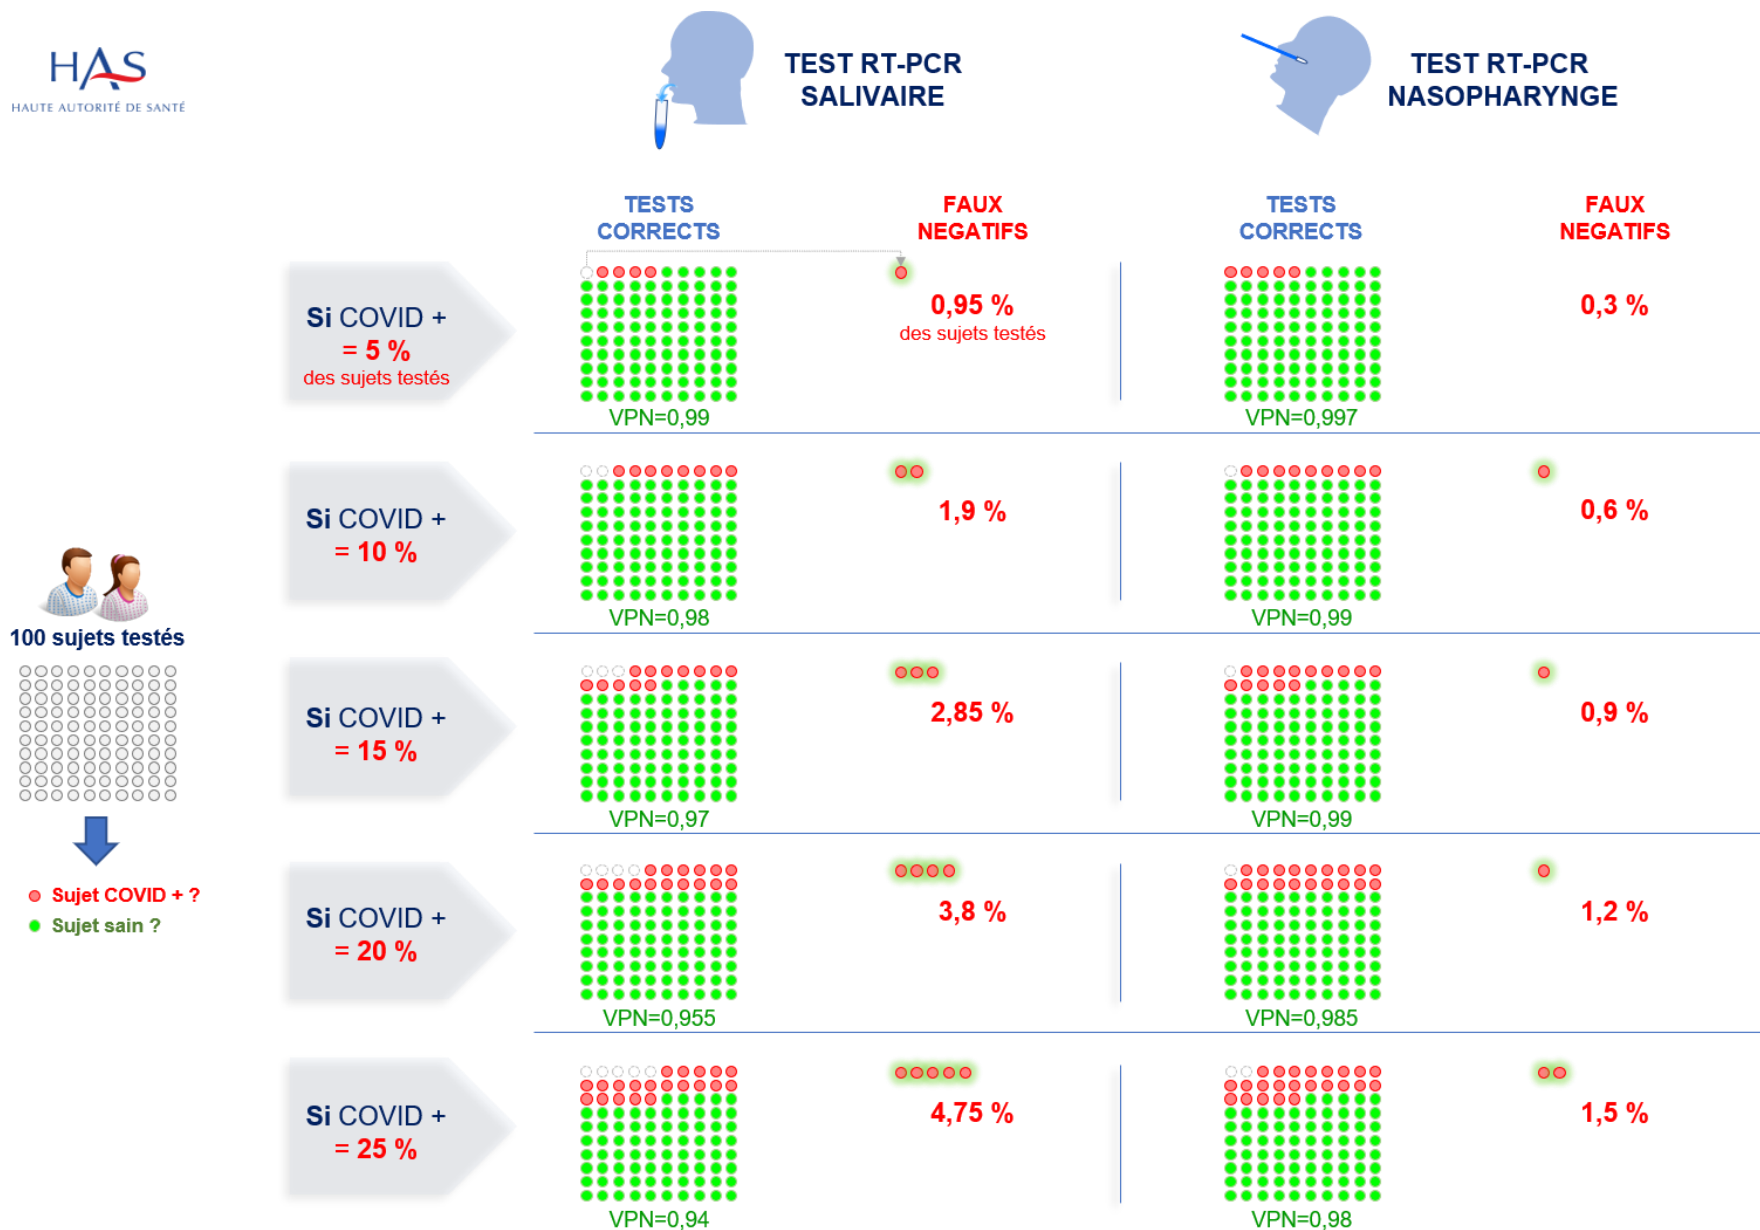 HAS
HAUTE AUTORITÉ DE SANTÉ
TEST RT-PCR
SALIVAIRE
TEST RT-PCR
NASOPHARYNGE
TESTS
CORRECTS
FAUX
NEGATIFS
TESTS
CORRECTS
FAUX
NEGATIFS
Si COVID +
= 5 %
des sujets testés
0,95 %
des sujets testés
0,3 %
VPN=0,99
VPN=0,997
Si COVID +
= 10 %
1,9 %
0,6 %
VPN=0,98
VPN=0,99
100 sujets testés
Si COVID +
= 15 %
2,85 %
0,9 %
VPN=0,97
VPN=0,99
Sujet COVID + ?
Sujet sain ?
Si COVID +
= 20 %
3,8 %
1,2 %
VPN=0,955
VPN=0,985
Si COVID +
= 25 %
4,75 %
1,5 %
VPN=0,94
VPN=0,98